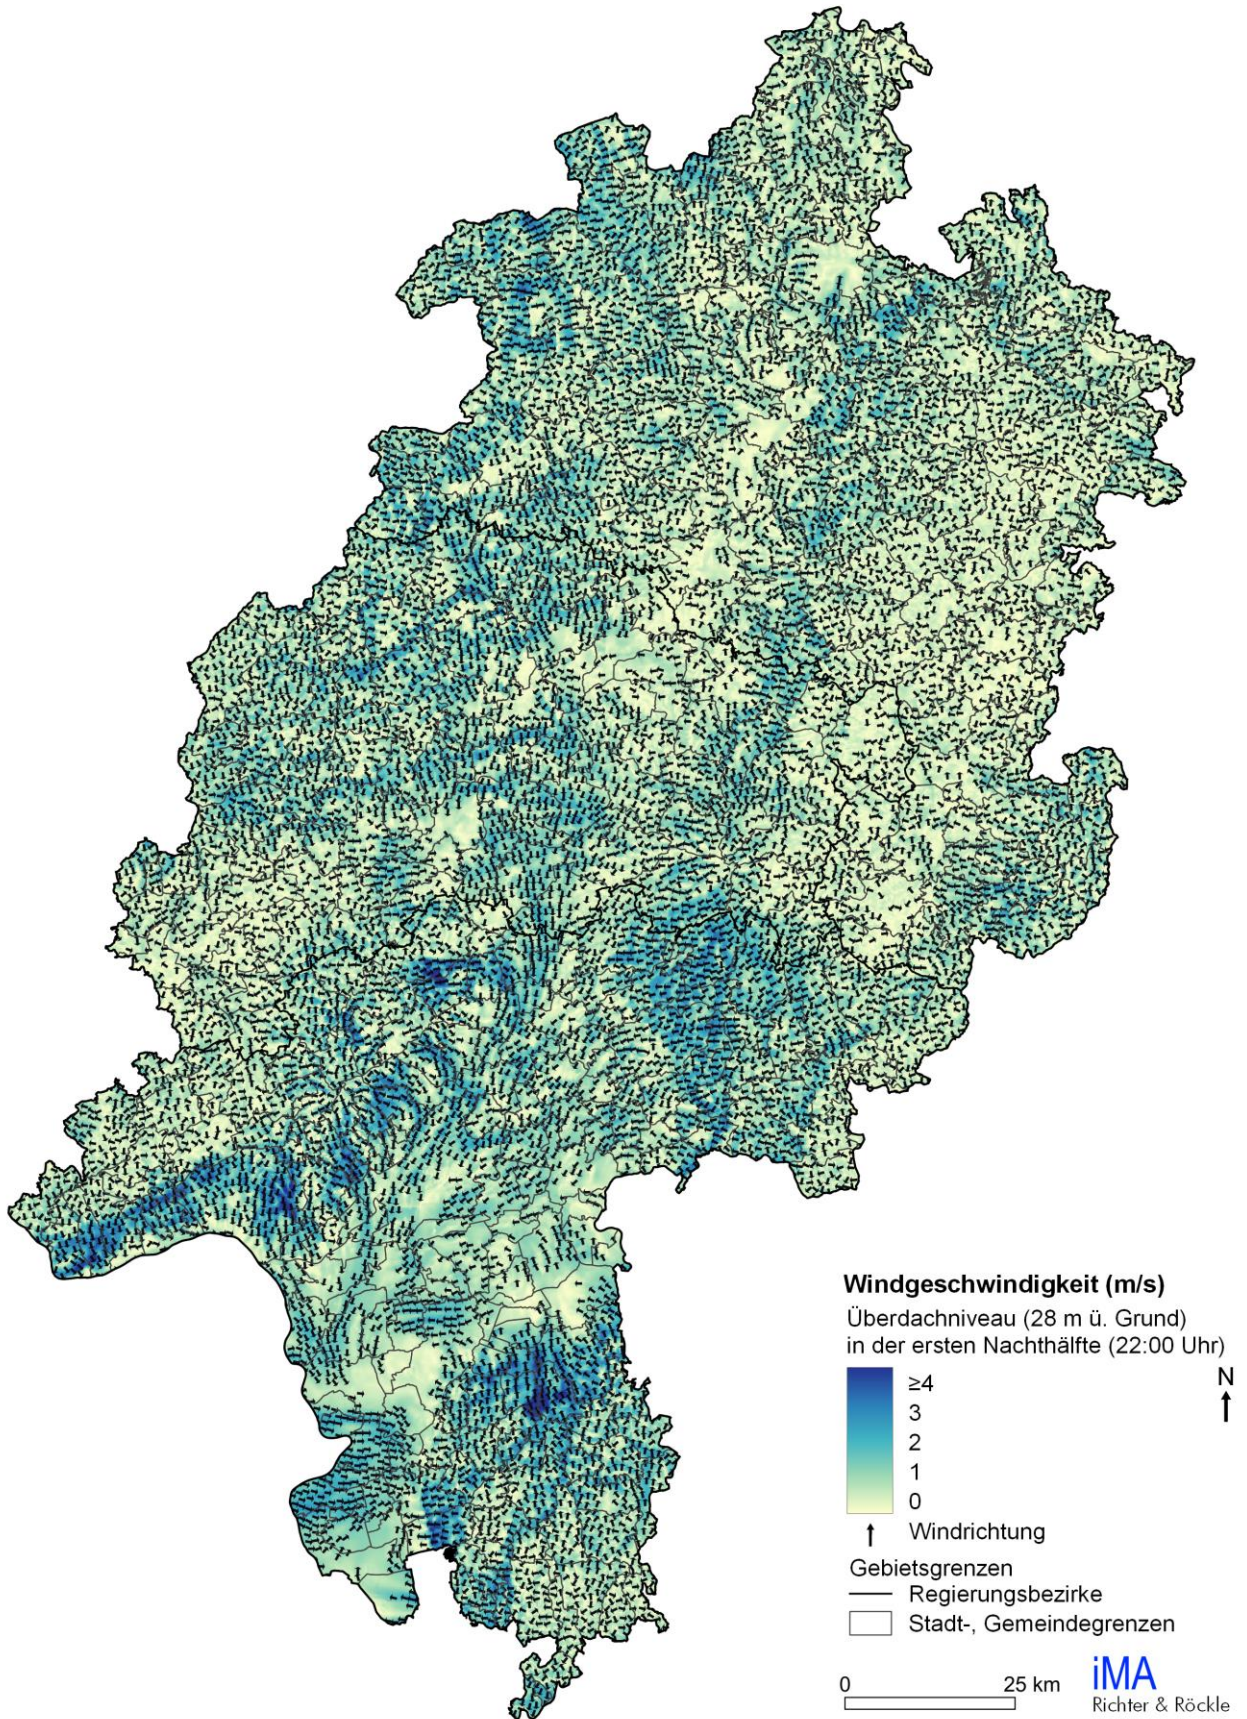 Windgeschwindigkeit (m/s)
Überdachniveau (28 m ü. Grund)
in der ersten Nachthälfte (22:00 Uhr)
≥4
3
2
1
0
Windrichtung
N
Gebietsgrenzen
Regierungsbezirke
Stadt-, Gemeindegrenzen
0 25 km
iMA
Richter & Röckle